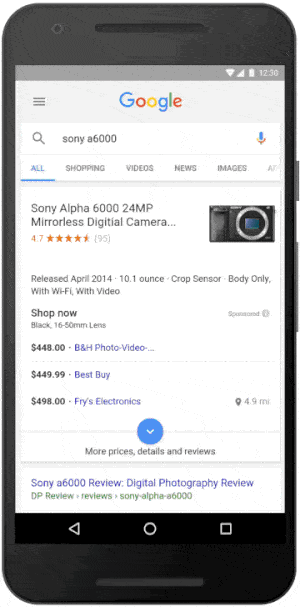 12:30
Google
sony a6000
ALL SHOPPING VIDEOS NEWS IMAGES
Sony Alpha 6000 24MP
Mirrorless Digitial Camera...
4.7 (95)
Released April 2014 · 10.1 ounce · Crop Sensor · Body Only,
With Wi-Fi, With Video
Shop now Sponsored
Black, 16-50mm Lens
$448.00 · B&H Photo-Video-...
$449.99 · Best Buy
$498.00 · Fry's Electronics 4.9 mi
More prices, details and reviews
Sony a6000 Review: Digital Photography Review
DP Review › reviews › sony-alpha-a6000